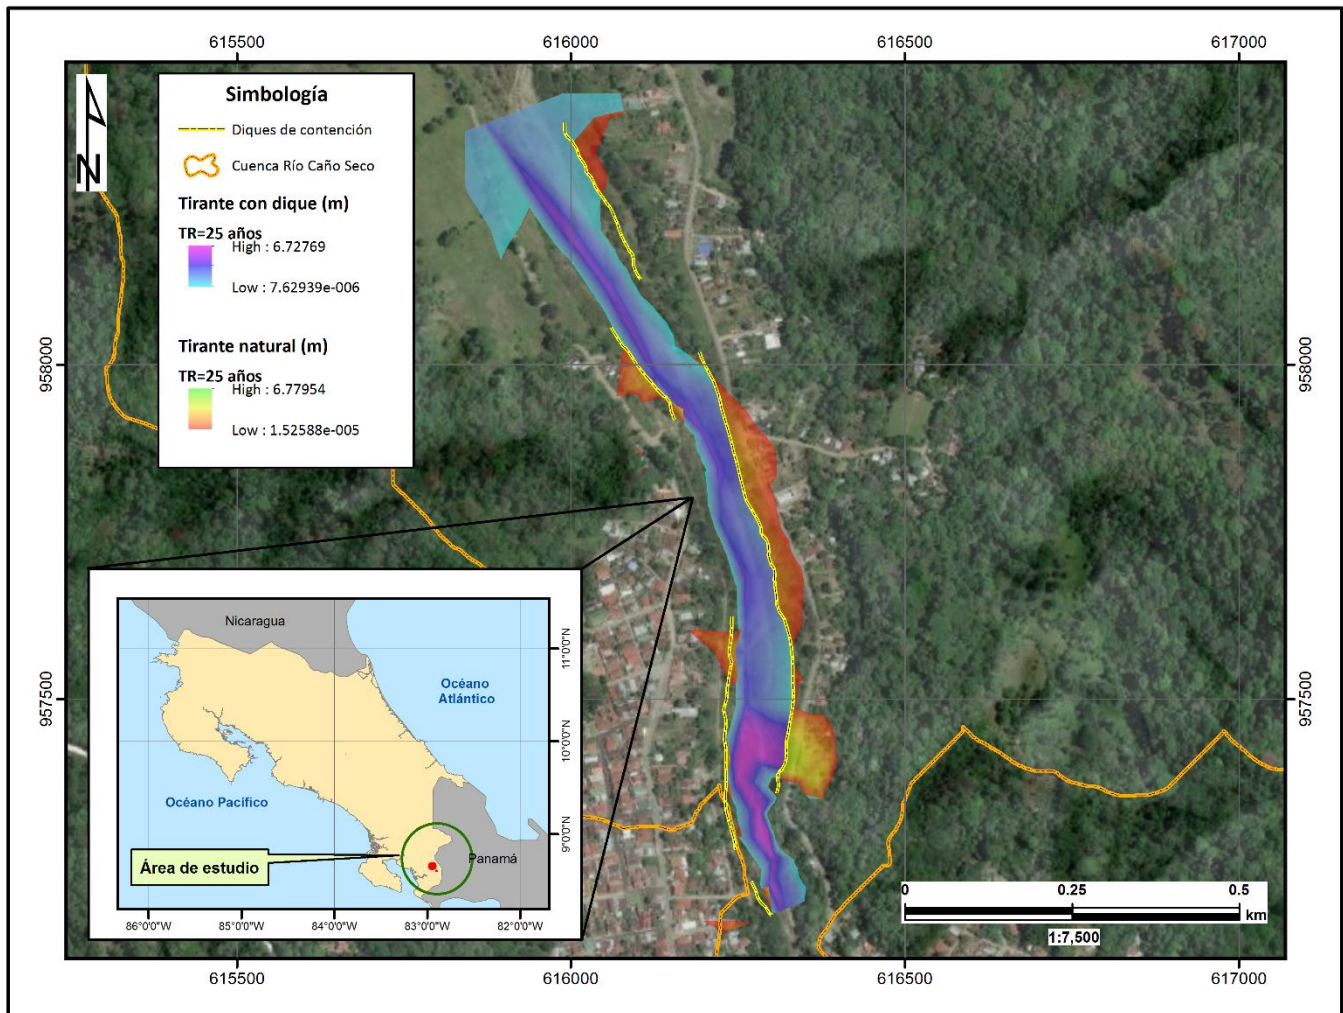 615500
616000
616500
617000
N
Simbología
Diques de contención
Cuenca Río Caño Seco
Tirante con dique (m)
TR=25 años
High : 6.72769
Low : 7.62939e-006
Tirante natural (m)
TR=25 años
High : 6.77954
Low : 1.52588e-005
958000
958000
957500
957500
Nicaragua
Océano
Atlántico
Océano Pacífico
Panamá
Área de estudio
11°0'0"N
10°0'0"N
9°0'0"N
86°0'0"W
85°0'0"W
84°0'0"W
83°0'0"W
82°0'0"W
0
0.25
0.5
km
1:7,500
615500
616000
616500
617000